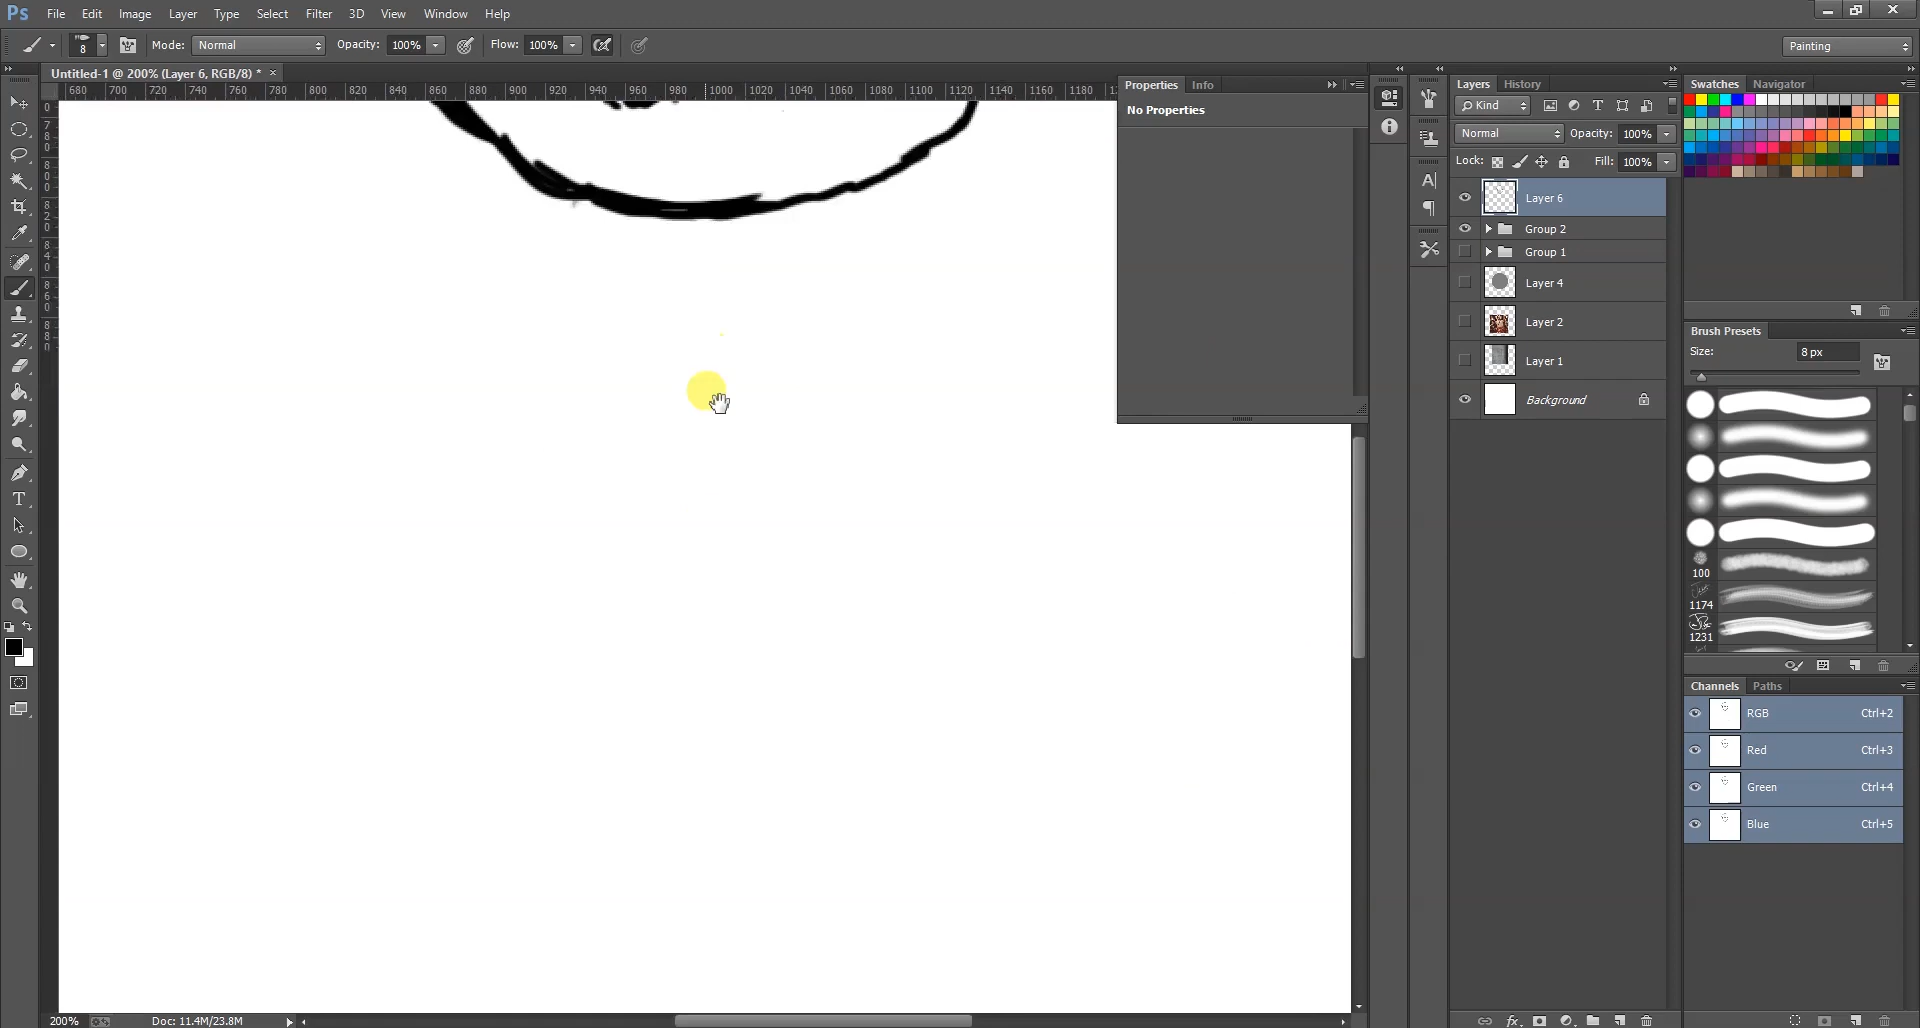 Ps File Edit Image Layer Type Select Filter 3D View Window Help
8 Mode: Normal Opacity: 100% Flow: 100% Painting
Untitled-1 @ 200% (Layer 6, RGB/8) * ×
680 700 720 740 760 780 800 820 840 860 880 900 920 940 960 980 1000 1020 1040 1060 1080 1100 1120 1140 1160 1180
Properties Info
No Properties
Layers History
Kind
Normal Opacity: 100%
Lock: Fill: 100%
Layer 6
Group 2
Group 1
Layer 4
Layer 2
Layer 1
Background
Swatches Navigator
Brush Presets
Size: 8 px
100
1174
1231
Channels Paths
RGB Ctrl+2
Red Ctrl+3
Green Ctrl+4
Blue Ctrl+5
200% Doc: 11.4M/23.8M